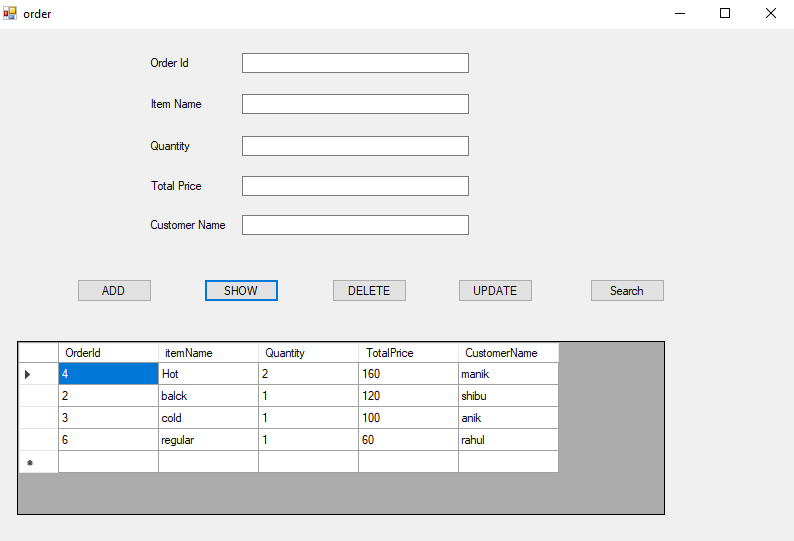 order
Order Id
Item Name
Quantity
Total Price
Customer Name
ADD SHOW DELETE UPDATE Search
OrderId itemName Quantity TotalPrice CustomerName
4 Hot 2 160 manik
2 balck 1 120 shibu
3 cold 1 100 anik
6 regular 1 60 rahul